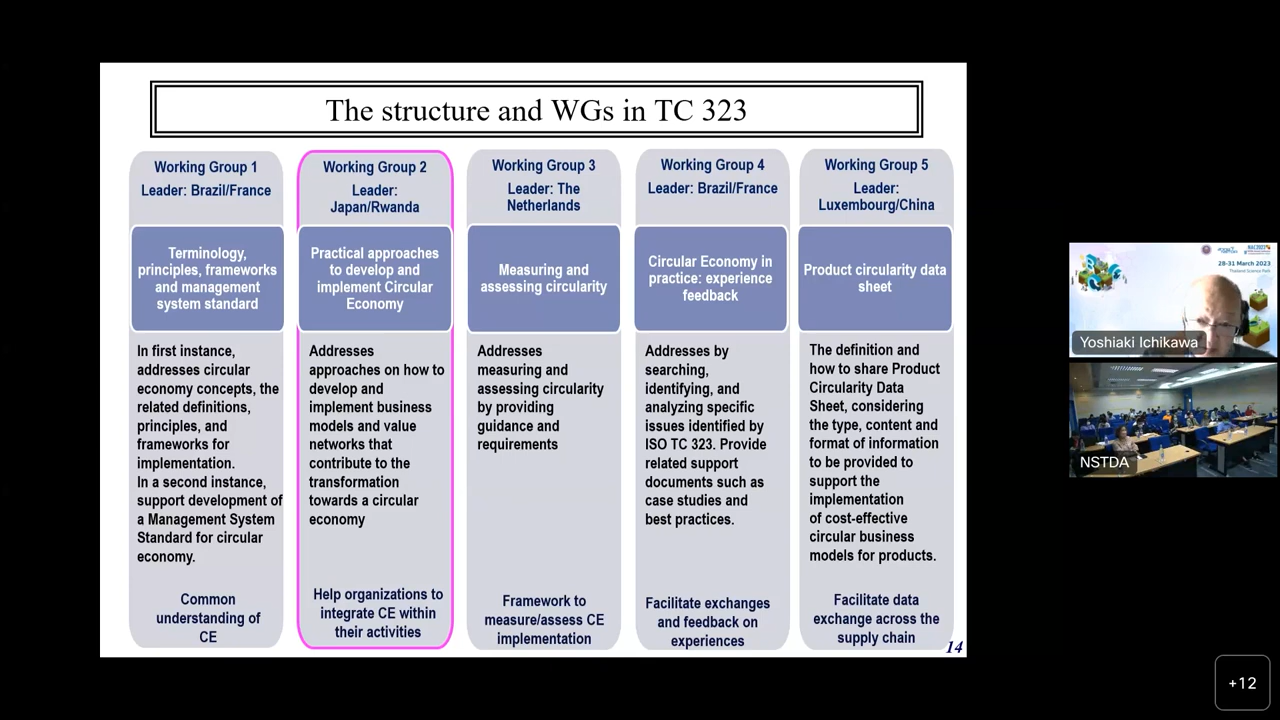 The structure and WGs in TC 323
Working Group 1
Leader: Brazil/France
Terminology,
principles, frameworks
and management
system standard
In first instance,
addresses circular
economy concepts, the
related definitions,
principles, and
frameworks for
implementation.
In a second instance,
support development of
a Management System
Standard for circular
economy.
Common
understanding of
CE
Working Group 2
Leader:
Japan/Rwanda
Practical approaches
to develop and
implement Circular
Economy
Addresses
approaches on how to
develop and
implement business
models and value
networks that
contribute to the
transformation
towards a circular
economy
Help organizations to
integrate CE within
their activities
Working Group 3
Leader: The
Netherlands
Measuring and
assessing circularity
Addresses
measuring and
assessing circularity
by providing
guidance and
requirements
Framework to
measure/assess CE
implementation
Working Group 4
Leader: Brazil/France
Circular Economy in
practice: experience
feedback
Addresses by
searching,
identifying, and
analyzing specific
issues identified by
ISO TC 323. Provide
related support
documents such as
case studies and
best practices.
Facilitate exchanges
and feedback on
experiences
Working Group 5
Leader:
Luxembourg/China
Product circularity data
sheet
The definition and
how to share Product
Circularity Data
Sheet, considering
the type, content and
format of information
to be provided to
support the
implementation
of cost-effective
circular business
models for products.
Facilitate data
exchange across the
supply chain
14
28-31 March 2023
Thailand Science Park
Yoshiaki Ichikawa
NSTDA
+12